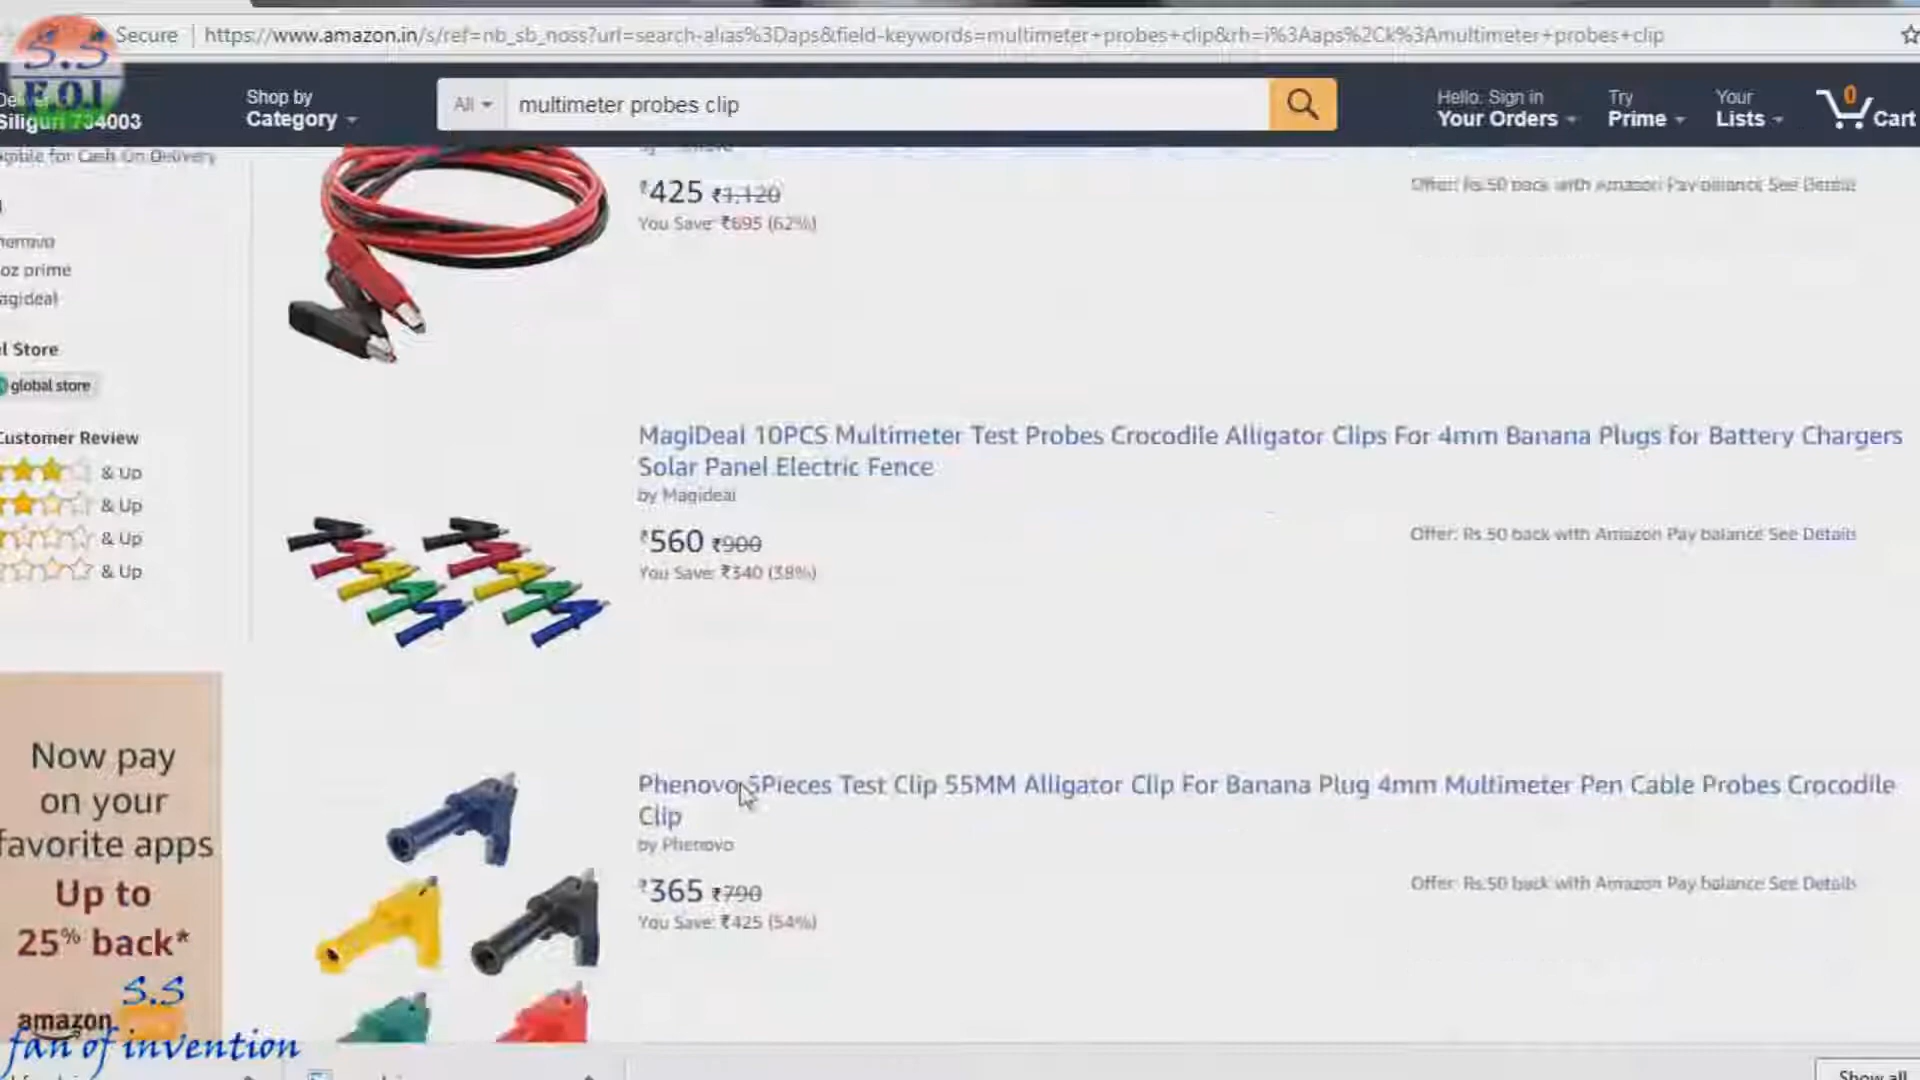 S.S
F.O.I
Secure
https://www.amazon.in/s/ref=nb_sb_noss?url=search-alias%3Daps&field-keywords=multimeter+probes+clip&rh=i%3Aaps%2Ck%3Amultimeter+probes+clip
Siliguri 734003
Shop by
Category
All
multimeter probes clip
Hello. Sign in
Your Orders
Try
Prime
Your
Lists
0
Cart
for Cash On Delivery
oz prime
agideal
l Store
global store
Customer Review
& Up
& Up
& Up
& Up
₹425 ₹1,120
You Save: ₹695 (62%)
Offer: Rs.50 back with Amazon Pay balance See Details
MagiDeal 10PCS Multimeter Test Probes Crocodile Alligator Clips For 4mm Banana Plugs for Battery Chargers
Solar Panel Electric Fence
by Magideal
₹560 ₹900
You Save: ₹340 (38%)
Offer: Rs.50 back with Amazon Pay balance See Details
Phenovo 5Pieces Test Clip 55MM Alligator Clip For Banana Plug 4mm Multimeter Pen Cable Probes Crocodile
Clip
by Phenovo
₹365 ₹790
You Save: ₹425 (54%)
Offer: Rs.50 back with Amazon Pay balance See Details
Now pay
on your
favorite apps
Up to
25% back*
amazon
S.S
fan of invention
Show all